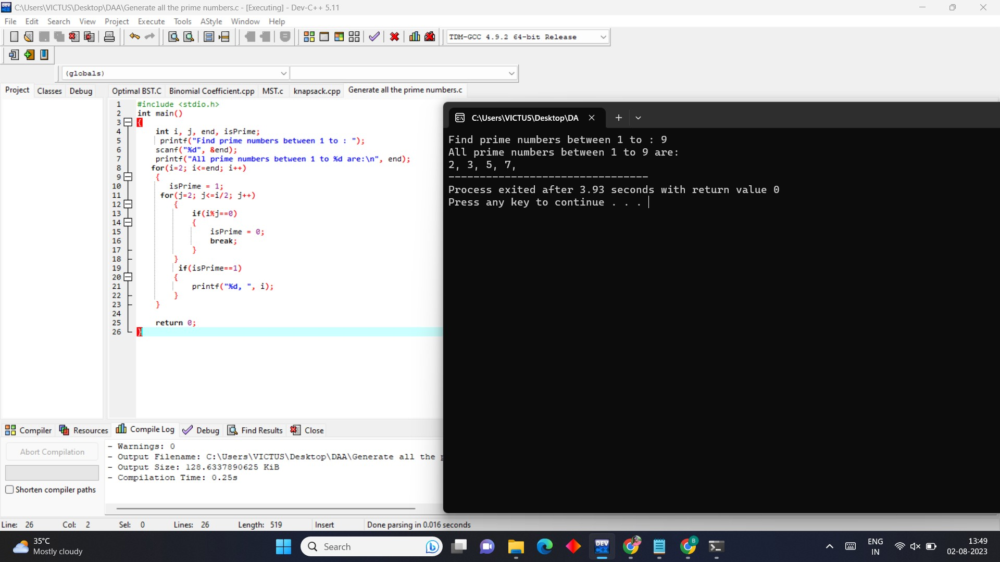 C:\Users\VICTUS\Desktop\DAA\Generate all the prime numbers.c - [Executing] - Dev-C++ 5.11
File Edit Search View Project Execute Tools AStyle Window Help
TDM-GCC 4.9.2 64-bit Release
(globals)
Project Classes Debug
Optimal BST.C Binomial Coefficient.cpp MST.c knapsack.cpp Generate all the prime numbers.c
1 #include <stdio.h>
2 int main()
3 {
4 int i, j, end, isPrime;
5 printf("Find prime numbers between 1 to : ");
6 scanf("%d", &end);
7 printf("All prime numbers between 1 to %d are:\n", end);
8 for(i=2; i<=end; i++)
9 {
10 isPrime = 1;
11 for(j=2; j<=i/2; j++)
12 {
13 if(i%j==0)
14 {
15 isPrime = 0;
16 break;
17 }
18 }
19 if(isPrime==1)
20 {
21 printf("%d, ", i);
22 }
23 }
24
25 return 0;
26 }
C:\Users\VICTUS\Desktop\DA
Find prime numbers between 1 to : 9
All prime numbers between 1 to 9 are:
2, 3, 5, 7,
--------------------------------
Process exited after 3.93 seconds with return value 0
Press any key to continue . . .
Compiler Resources Compile Log Debug Find Results Close
Abort Compilation
Shorten compiler paths
- Warnings: 0
- Output Filename: C:\Users\VICTUS\Desktop\DAA\Generate all the
- Output Size: 128.6337890625 KiB
- Compilation Time: 0.25s
Line: 26 Col: 2 Sel: 0 Lines: 26 Length: 519 Insert Done parsing in 0.016 seconds
35°C
Mostly cloudy
Search
DEV
B
ENG
IN
13:49
02-08-2023